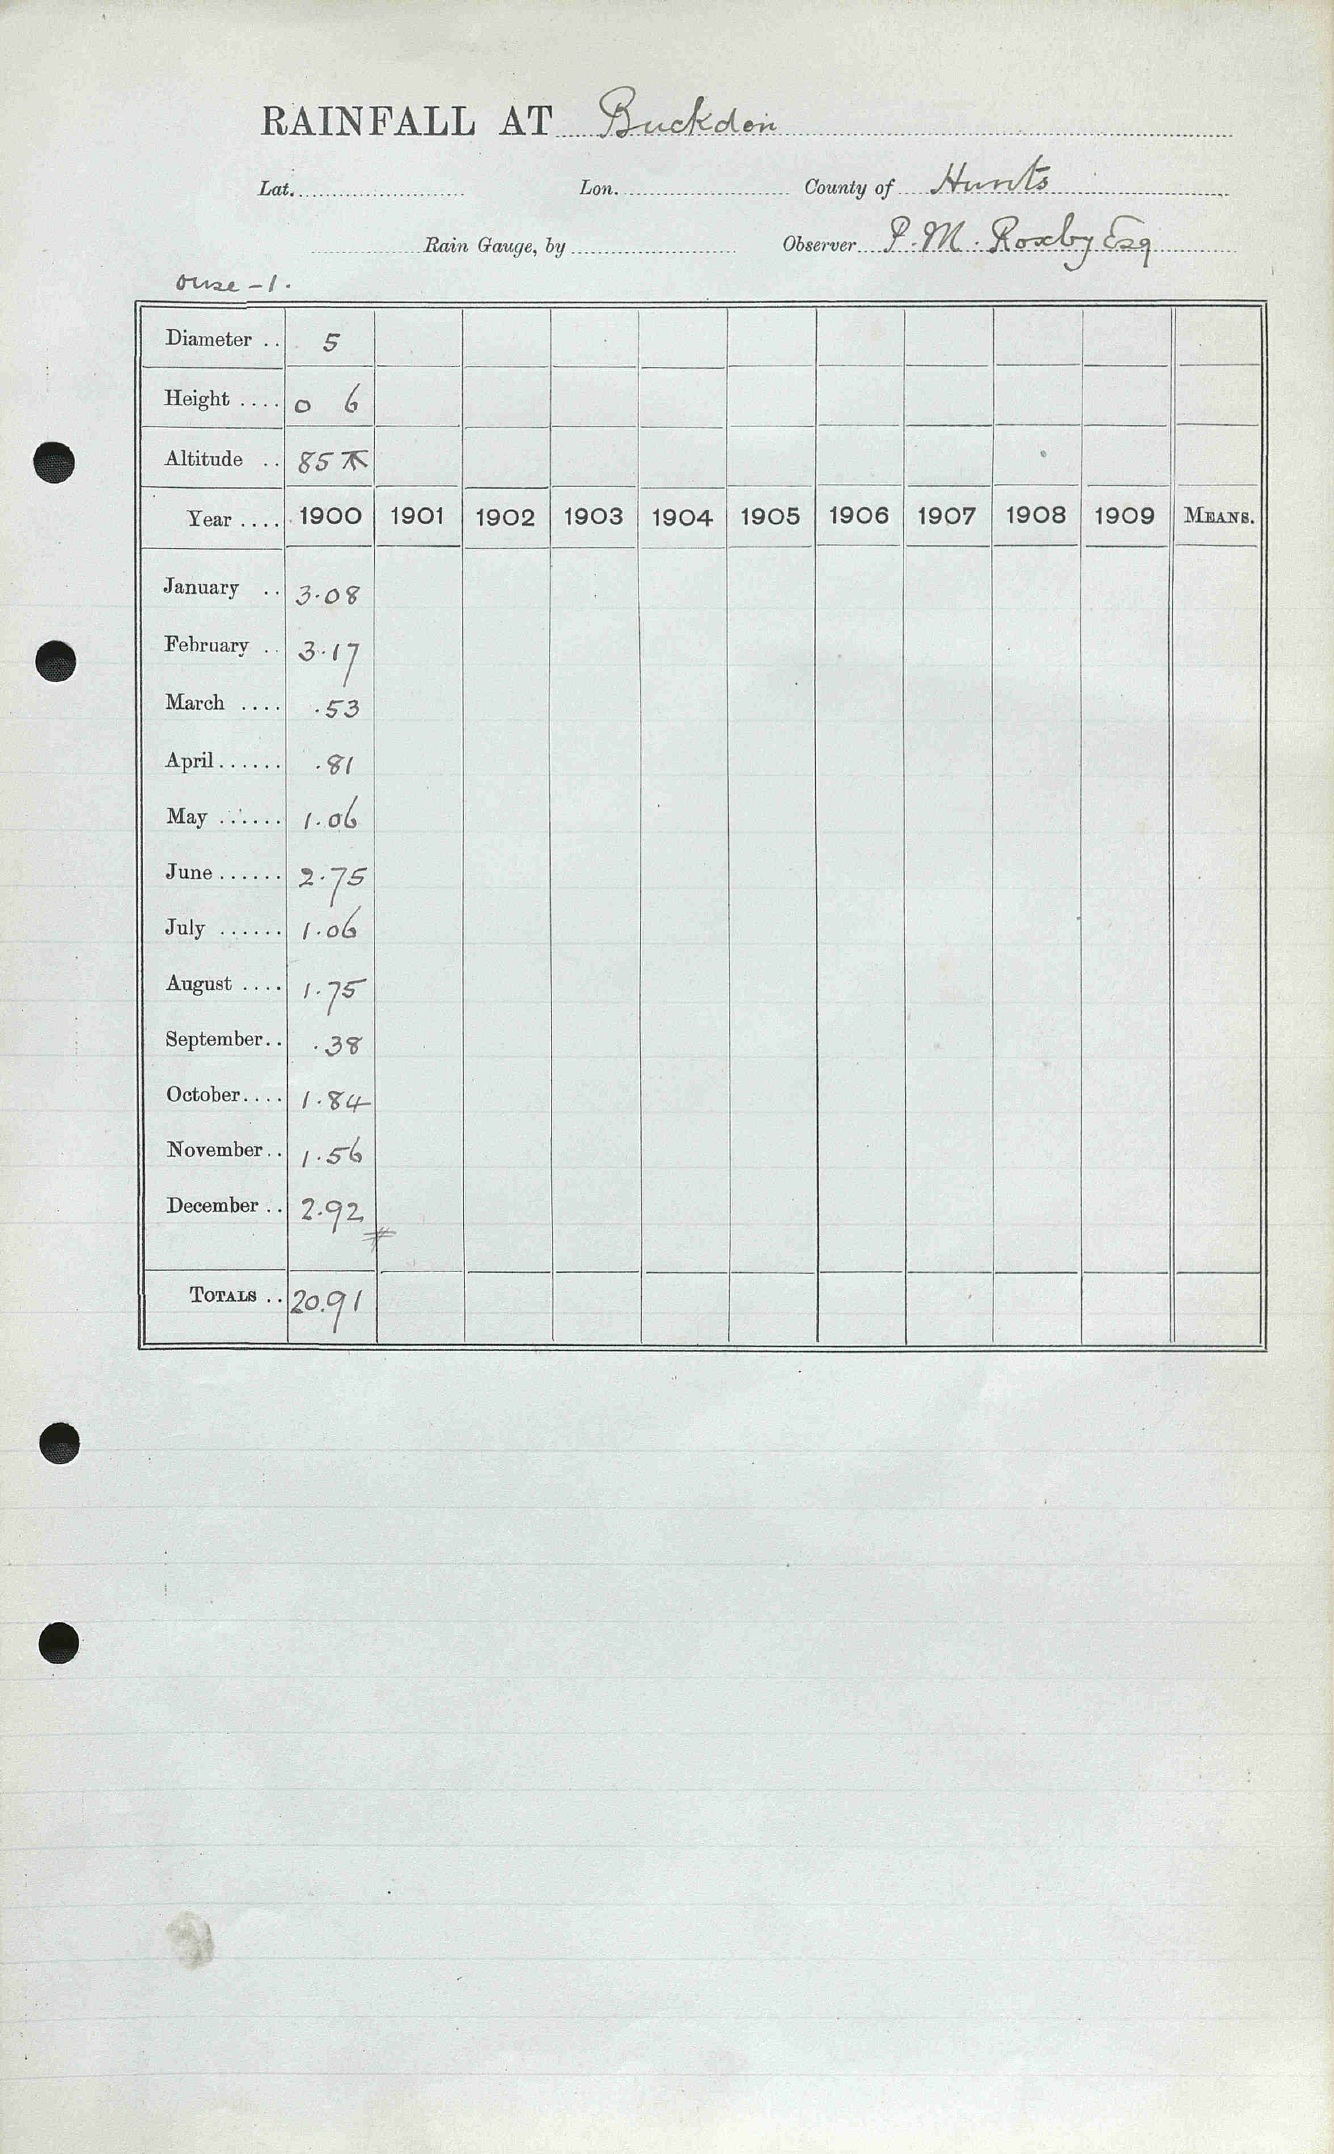 RAINFALL AT Buckden
Lat. Lon. County of Hunts
Rain Gauge, by Observer P. M. Roxby Esq
Ouse - 1.
Diameter .. 5
Height .... 0 6
Altitude .. 85
Year .... 1900 1901 1902 1903 1904 1905 1906 1907 1908 1909 MEANS.
January .. 3.08
February .. 3.17
March .... .53
April ...... .81
May ...... 1.06
June ...... 2.75
July ...... 1.06
August .... 1.75
September .. .38
October .... 1.84
November .. 1.56
December .. 2.92
#
TOTALS .. 20.91